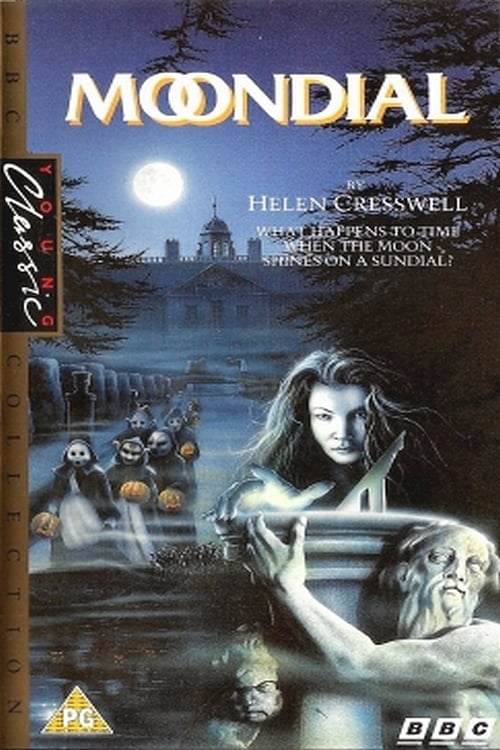 MOONDIAL
BY
HELEN CRESSWELL
WHAT HAPPENS TO TIME
WHEN THE MOON
SHINES ON A SUNDIAL?
BBC
YOUNG
Classic
COLLECTION
PG
BBC